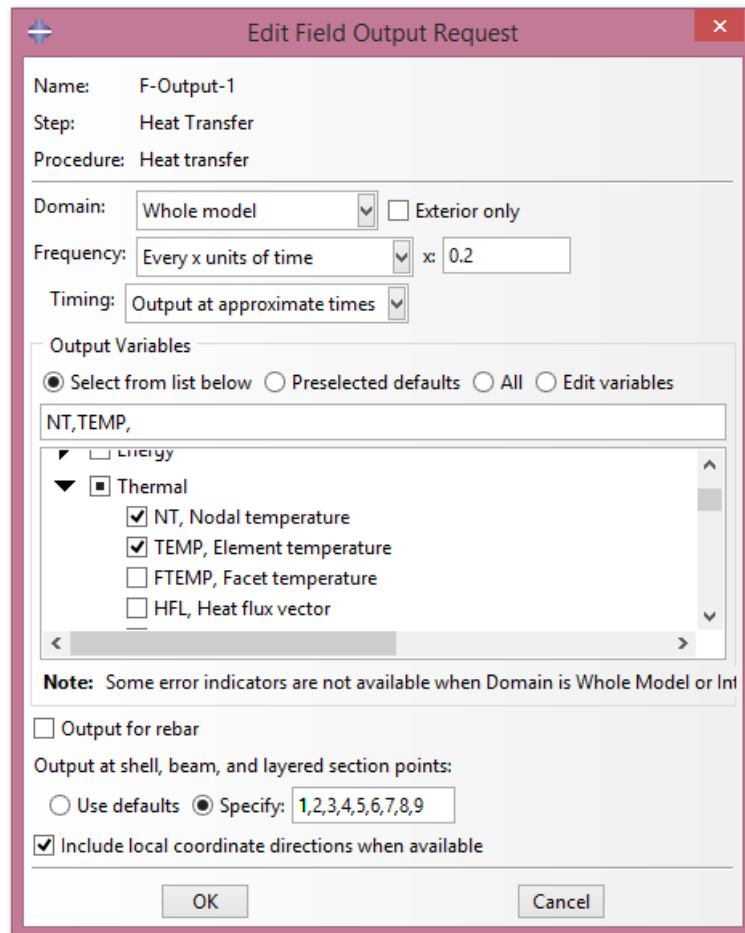 Edit Field Output Request
Name: F-Output-1
Step: Heat Transfer
Procedure: Heat transfer
Domain: Whole model Exterior only
Frequency: Every x units of time x: 0.2
Timing: Output at approximate times
Output Variables
Select from list below Preselected defaults All Edit variables
NT,TEMP,
Energy
Thermal
NT, Nodal temperature
TEMP, Element temperature
FTEMP, Facet temperature
HFL, Heat flux vector
Note: Some error indicators are not available when Domain is Whole Model or Int
Output for rebar
Output at shell, beam, and layered section points:
Use defaults Specify: 1,2,3,4,5,6,7,8,9
Include local coordinate directions when available
OK Cancel